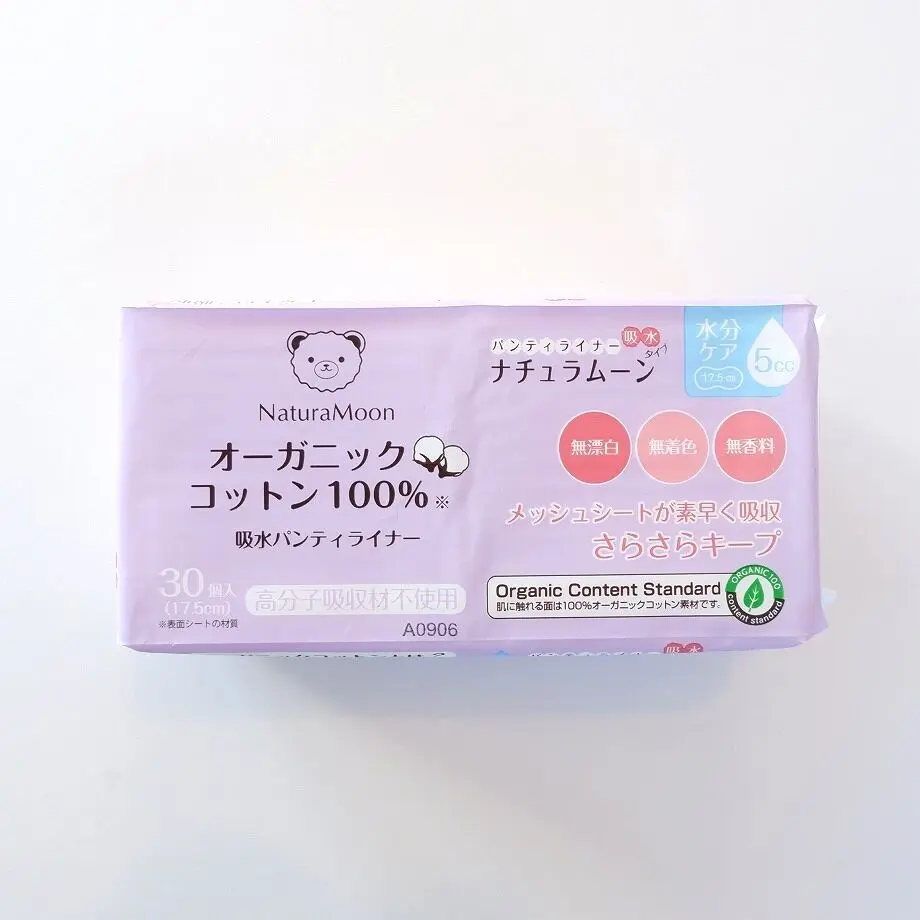 NaturaMoon
オーガニック
コットン100%※
吸水パンティライナー
30個入
(17.5cm)
※表面シートの材質
高分子吸収材不使用
A0906
パンティライナー 吸水
タイプ
ナチュラムーン
水分
ケア
17.5cm
5cc
無漂白
無着色
無香料
メッシュシートが素早く吸収
さらさらキープ
Organic Content Standard
肌に触れる面は100%オーガニックコットン素材です。
ORGANIC 100
content standard
吸水